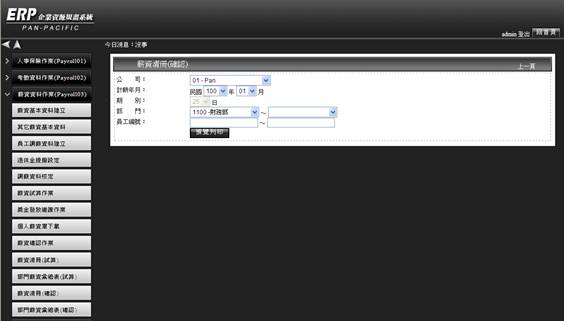 ERP 企業資源規畫系統
PAN-PACIFIC
admin 登出 回首頁
今日消息：沒事
人事保險作業(Payroll01)
考勤資料作業(Payroll02)
薪資資料作業(Payroll03)
薪資基本資料建立
其它薪資基本資料
員工調薪資料建立
退休金提撥設定
調薪資料核定
薪資試算作業
獎金發放維護作業
個人薪資單下載
薪資確認作業
薪資清冊(試算)
部門薪資彙總表(試算)
薪資清冊(確認)
部門薪資彙總表(確認)
薪資清冊(確認)
上一頁
公 司：
01 - Pan
計薪年月：
民國 100 年 01 月
期 別：
25 日
部 門：
1100 -財務部 ～
員工編號：
～
預覽列印